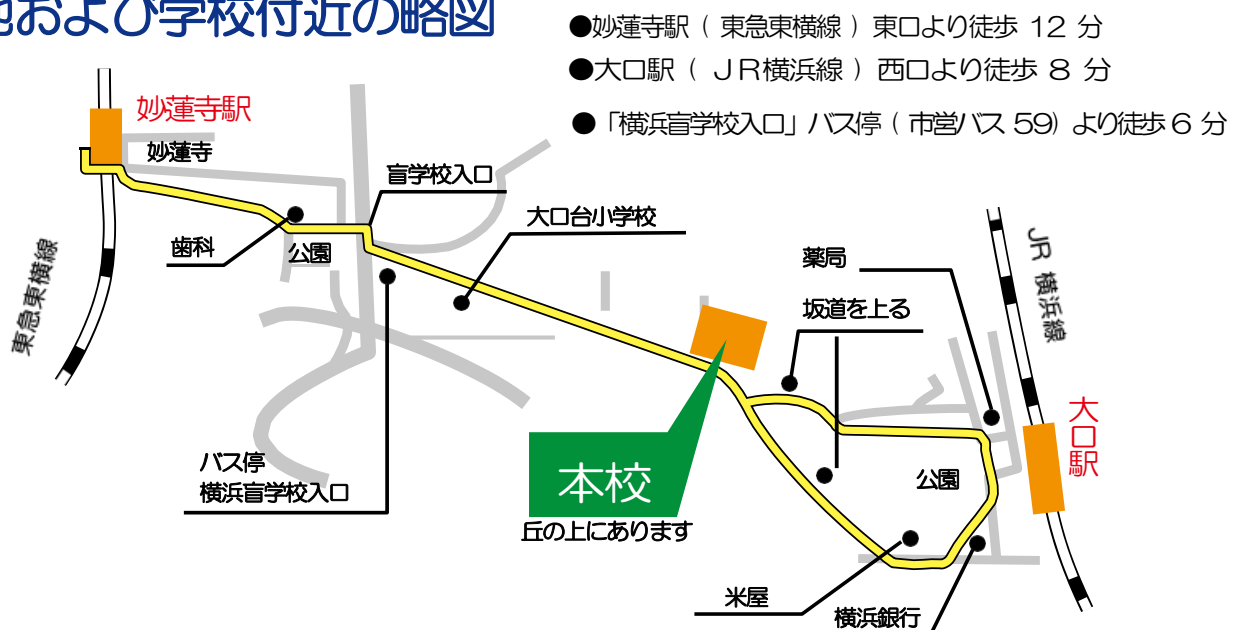 地および学校付近の略図
●妙蓮寺駅（ 東急東横線 ）東口より徒歩 12 分
●大口駅（ ＪＲ横浜線 ）西口より徒歩 8 分
●「横浜盲学校入口」バス停（ 市営バス 59）より徒歩 6 分
妙蓮寺駅
妙蓮寺
盲学校入口
大口台小学校
歯科
公園
東急東横線
JR 横浜線
薬局
坂道を上る
大口駅
バス停
横浜盲学校入口
本校
丘の上にあります
公園
米屋
横浜銀行